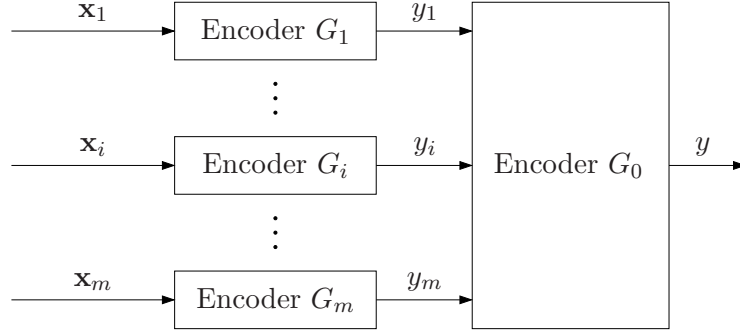 𝐱₁ Encoder G₁ y₁
⋮
𝐱ᵢ Encoder Gᵢ yᵢ Encoder G₀ y
⋮
𝐱ₘ Encoder Gₘ yₘ